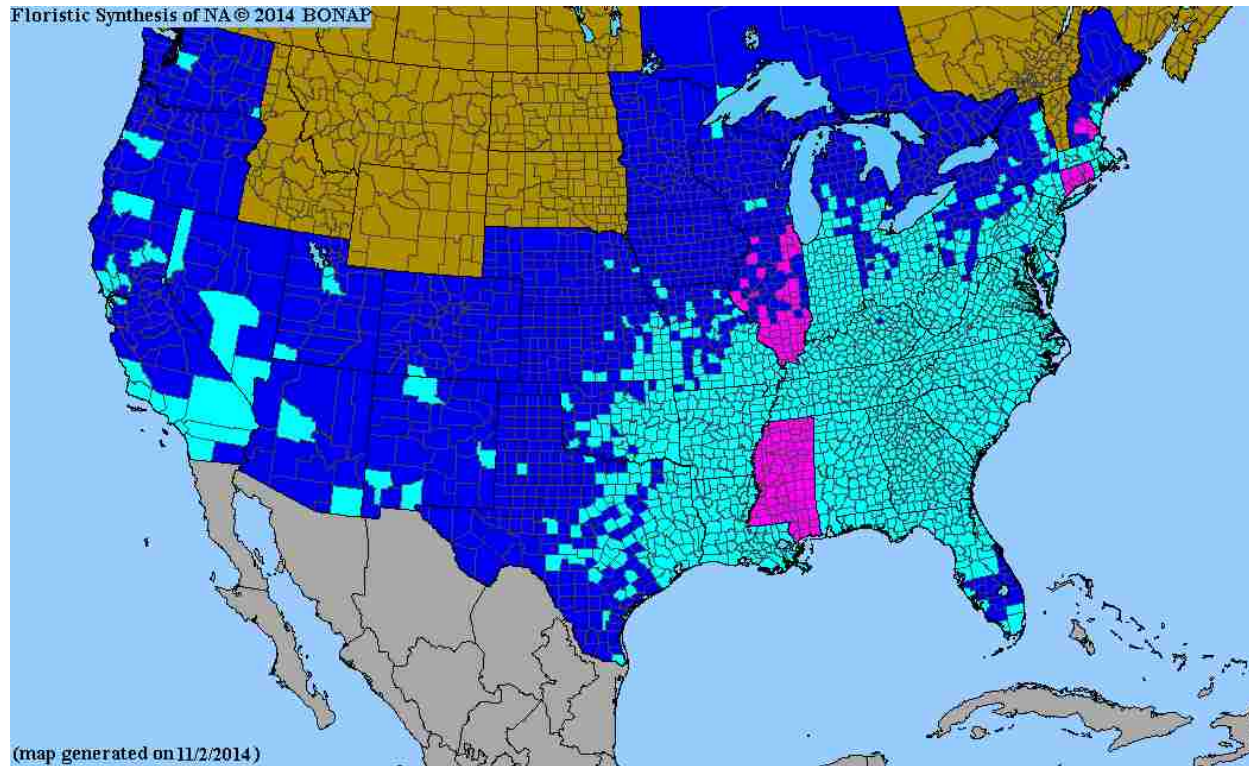 Floristic Synthesis of NA © 2014 BONAP
(map generated on 11/2/2014)